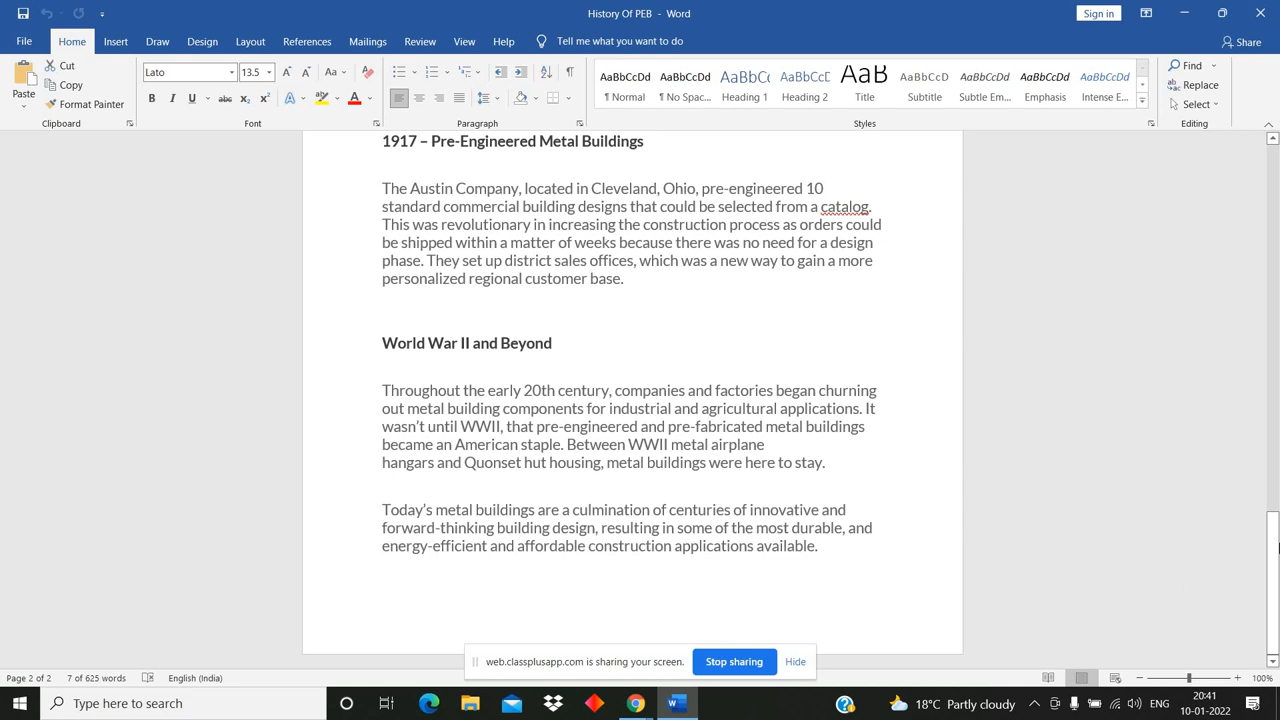 History Of PEB - Word
Sign in
File Home Insert Draw Design Layout References Mailings Review View Help Tell me what you want to do Share
Paste
Cut
Copy
Format Painter
Clipboard
Lato 13.5
Font
Paragraph
AaBbCcDd AaBbCcDd AaBbCc AaBbCcE AaB AaBbCcDd AaBbCcDd AaBbCcDd AaBbCcDd
¶ Normal ¶ No Spac... Heading 1 Heading 2 Title Subtitle Subtle Em... Emphasis Intense E...
Styles
Find
Replace
Select
Editing
1917 – Pre-Engineered Metal Buildings
The Austin Company, located in Cleveland, Ohio, pre-engineered 10
standard commercial building designs that could be selected from a catalog.
This was revolutionary in increasing the construction process as orders could
be shipped within a matter of weeks because there was no need for a design
phase. They set up district sales offices, which was a new way to gain a more
personalized regional customer base.
World War II and Beyond
Throughout the early 20th century, companies and factories began churning
out metal building components for industrial and agricultural applications. It
wasn't until WWII, that pre-engineered and pre-fabricated metal buildings
became an American staple. Between WWII metal airplane
hangars and Quonset hut housing, metal buildings were here to stay.
Today's metal buildings are a culmination of centuries of innovative and
forward-thinking building design, resulting in some of the most durable, and
energy-efficient and affordable construction applications available.
web.classplusapp.com is sharing your screen. Stop sharing Hide
Page 2 of 2 7 of 625 words English (India) 100%
Type here to search
18°C Partly cloudy ENG
20:41
10-01-2022